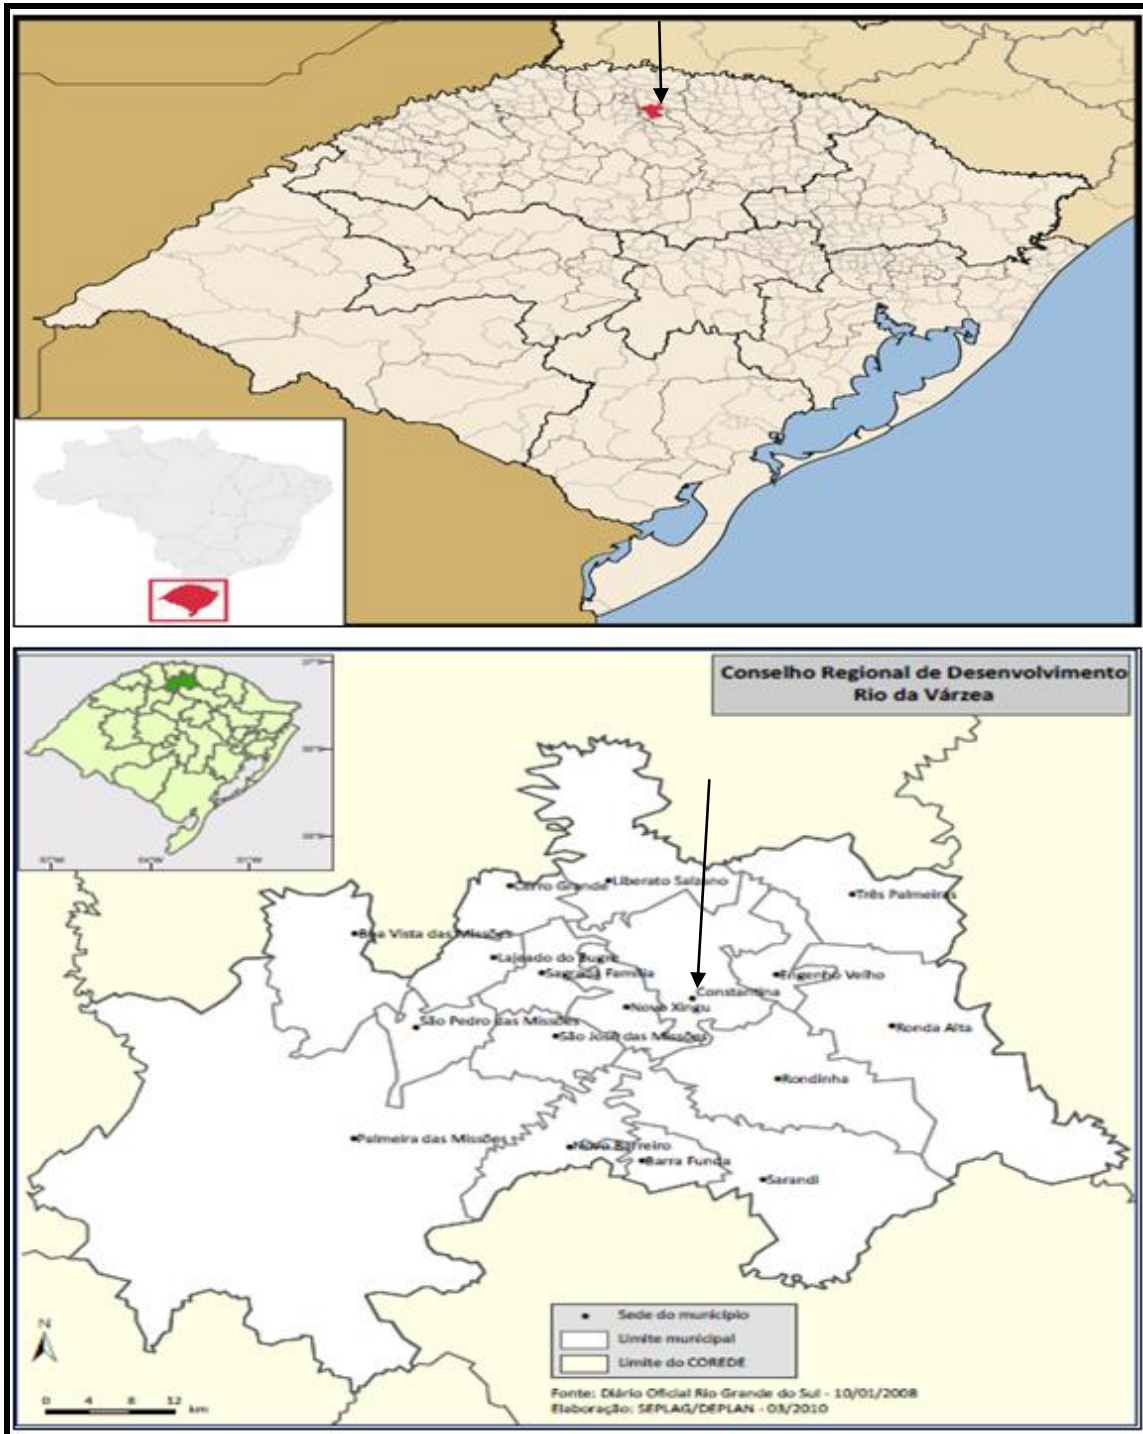 Conselho Regional de Desenvolvimento
Rio da Várzea
Cerro Grande
Liberato Salzano
Três Palmeiras
Boa Vista das Missões
Lajeado do Bugre
Sagrada Família
Engenho Velho
Constantina
Novo Xingu
São Pedro das Missões
São José das Missões
Ronda Alta
Rondinha
Palmeira das Missões
Novo Barreiro
Barra Funda
Sarandi
N
0 4 8 12
km
Sede do município
Limite municipal
Limite do COREDE
Fonte: Diário Oficial Rio Grande do Sul - 10/01/2008
Elaboração: SEPLAG/DEPLAN - 03/2010